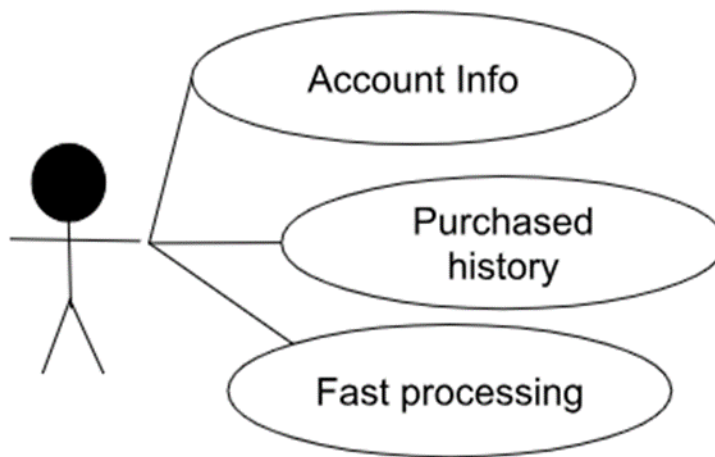 Account Info
Purchased
history
Fast processing